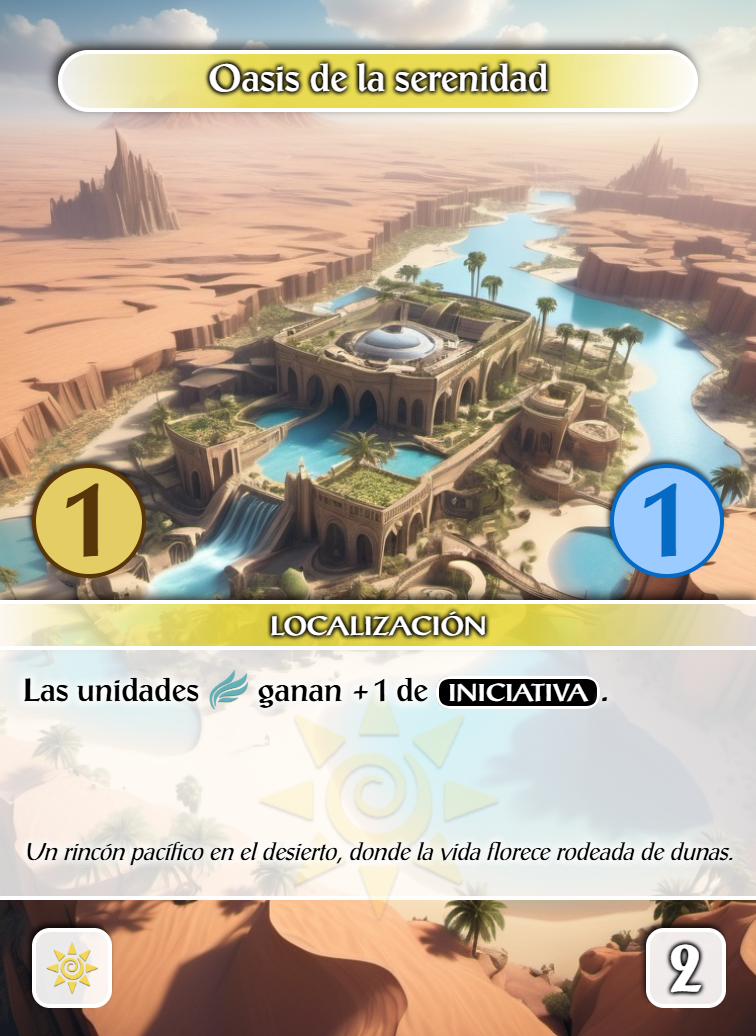 Oasis de la serenidad
1
1
LOCALIZACIÓN
Las unidades ganan +1 de INICIATIVA.
Un rincón pacífico en el desierto, donde la vida florece rodeada de dunas.
2